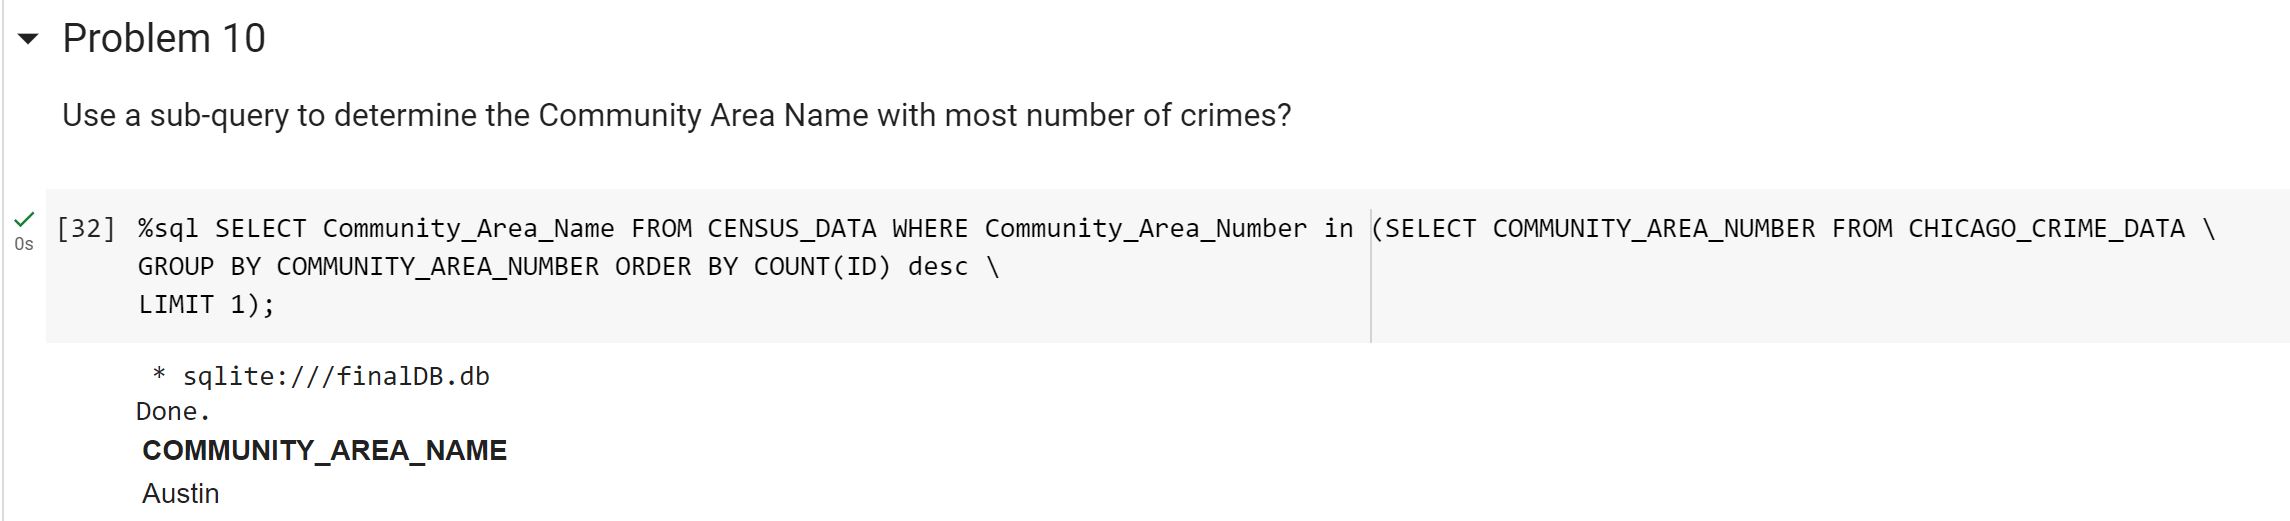 Problem 10
Use a sub-query to determine the Community Area Name with most number of crimes?
[32] %sql SELECT Community_Area_Name FROM CENSUS_DATA WHERE Community_Area_Number in (SELECT COMMUNITY_AREA_NUMBER FROM CHICAGO_CRIME_DATA \
0s
GROUP BY COMMUNITY_AREA_NUMBER ORDER BY COUNT(ID) desc \
LIMIT 1);
* sqlite:///finalDB.db
Done.
COMMUNITY_AREA_NAME
Austin